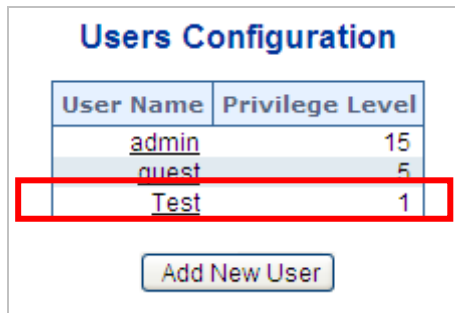 Users Configuration
User Name Privilege Level
admin 15
guest 5
Test 1
Add New User